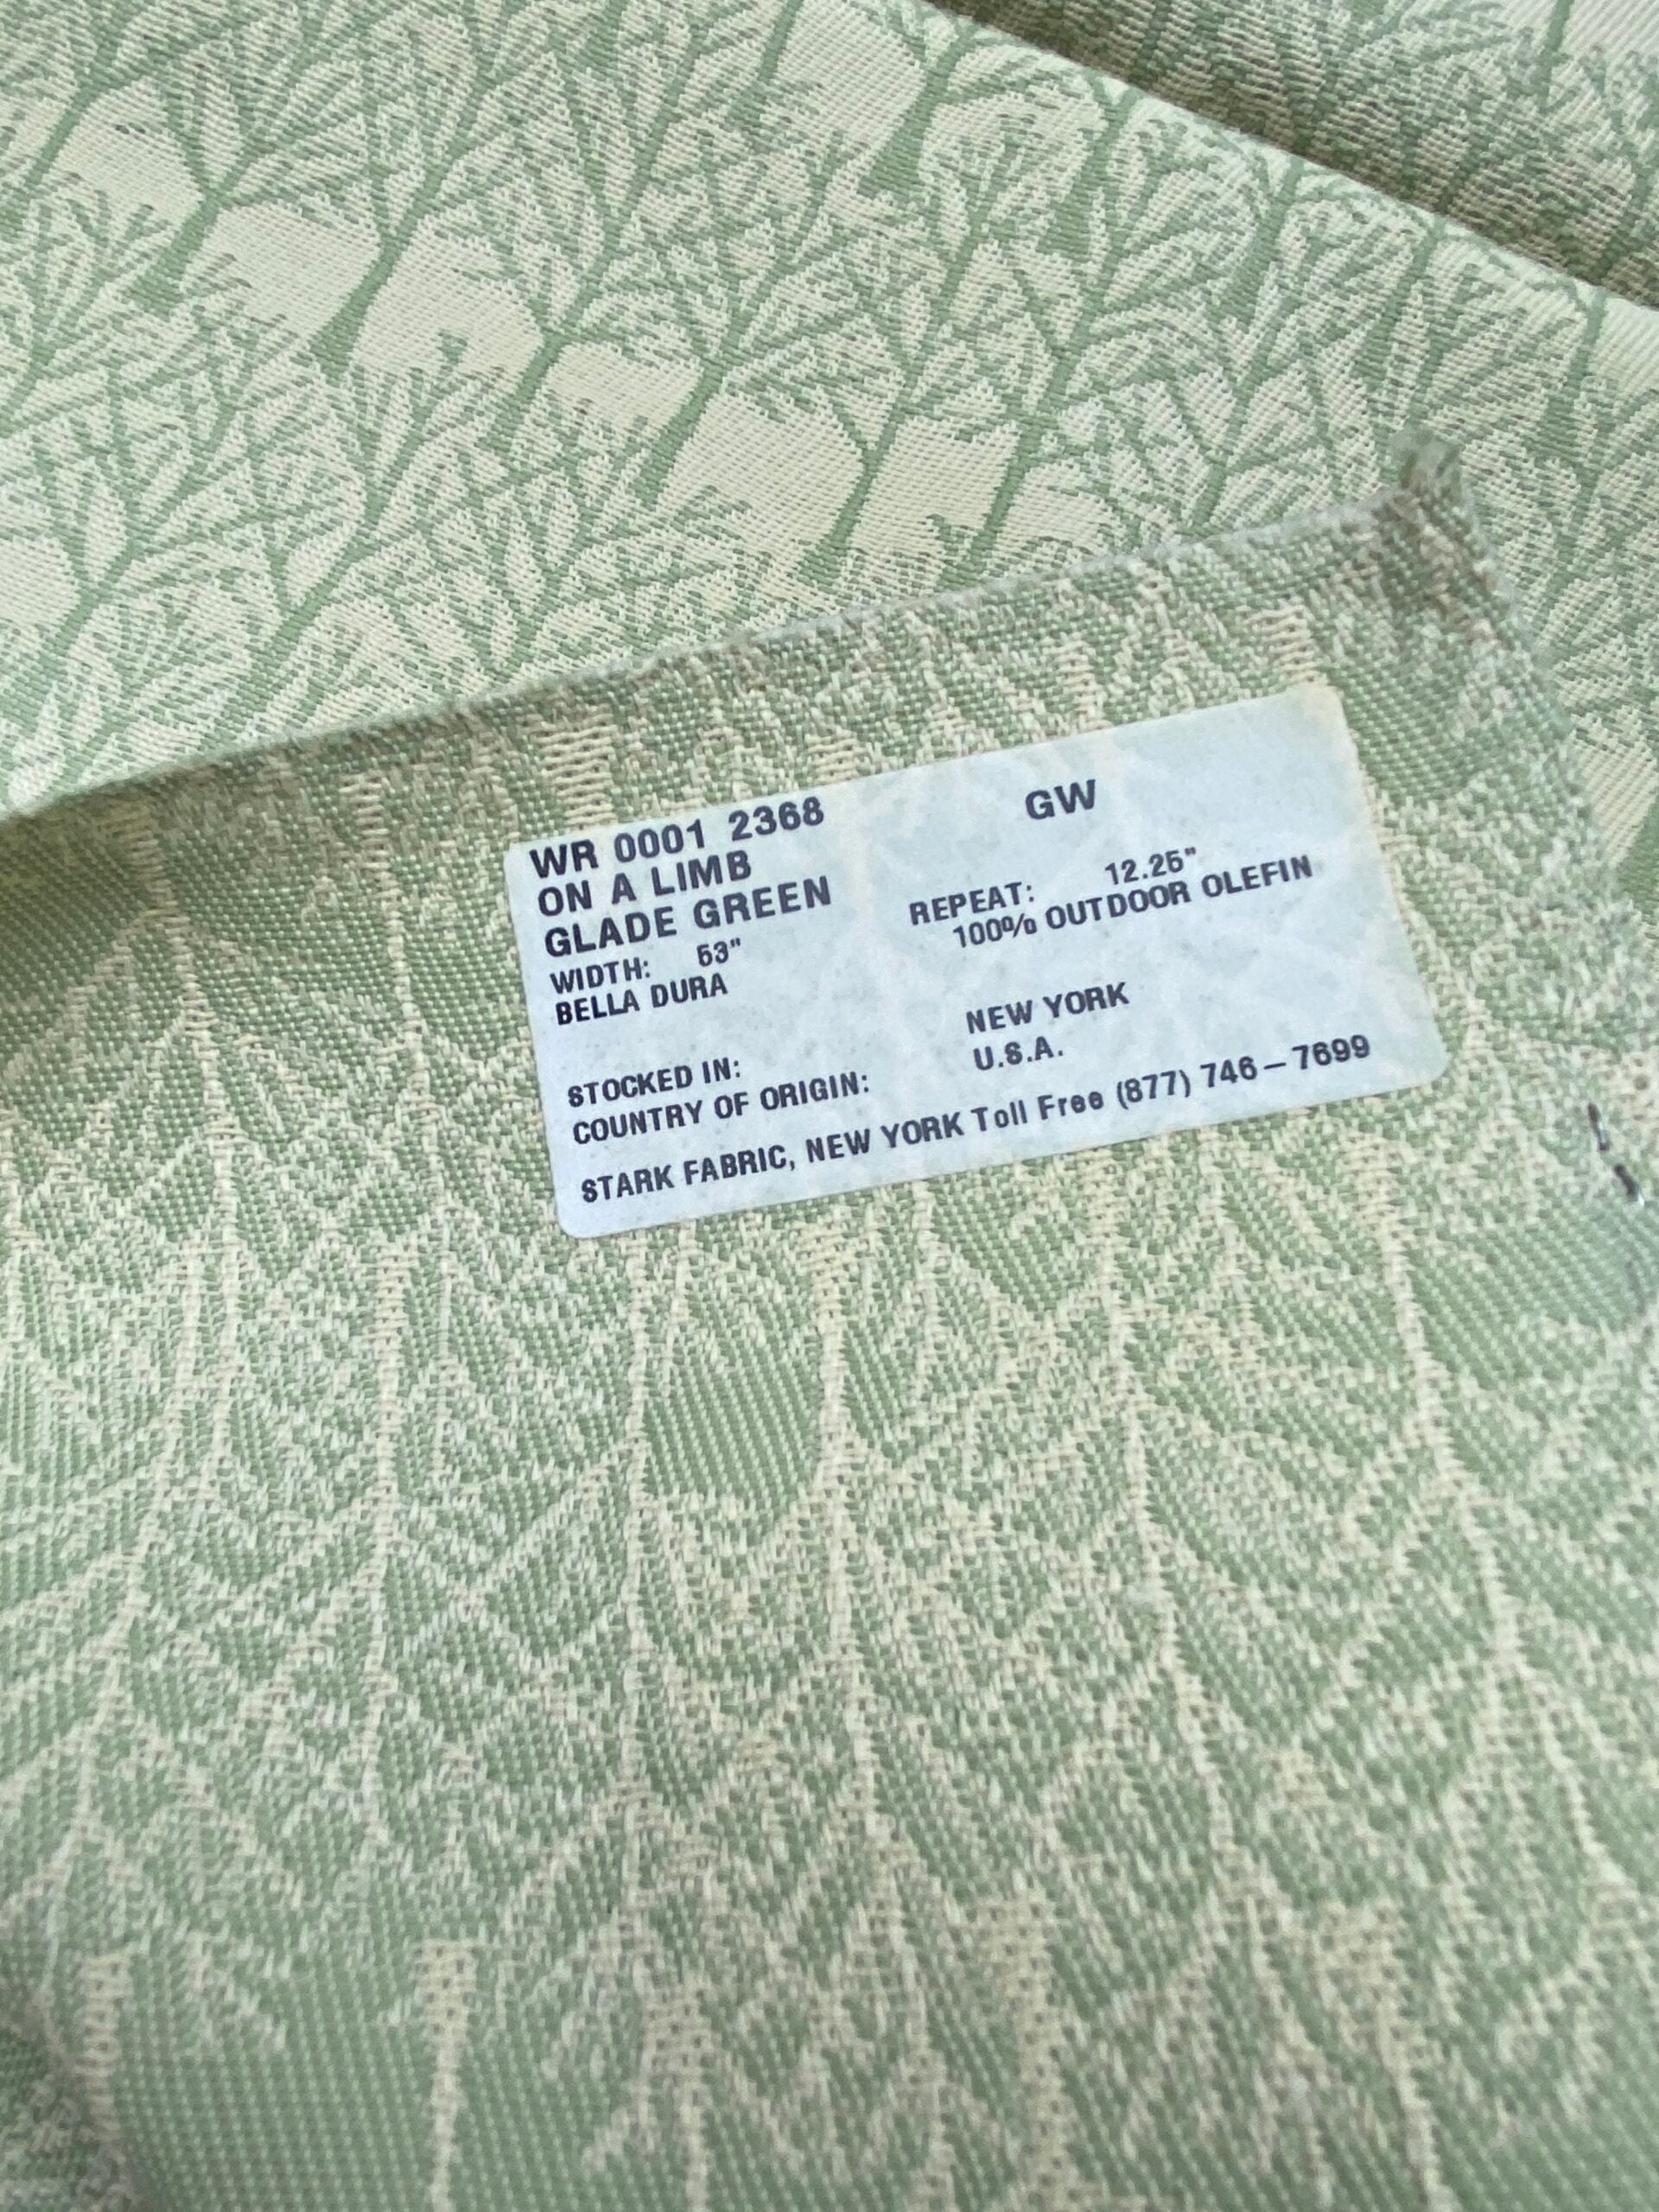 WR 0001 2368 GW
ON A LIMB
GLADE GREEN
WIDTH: 53" REPEAT: 12.25"
BELLA DURA 100% OUTDOOR OLEFIN
STOCKED IN: NEW YORK
COUNTRY OF ORIGIN: U.S.A.
STARK FABRIC, NEW YORK Toll Free (877) 746-7699